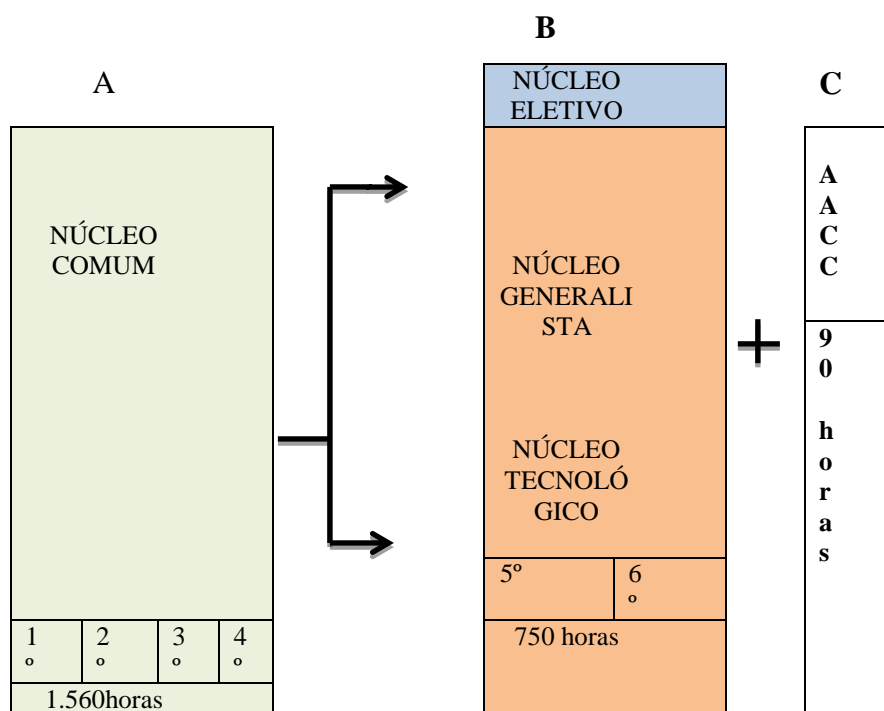 A
NÚCLEO
COMUM
1
º
2
º
3
º
4
º
1.560horas
B
NÚCLEO
ELETIVO
NÚCLEO
GENERALI
STA
NÚCLEO
TECNOLÓ
GICO
5º
6
º
750 horas
+
C
A
A
C
C
9
0
h
o
r
a
s